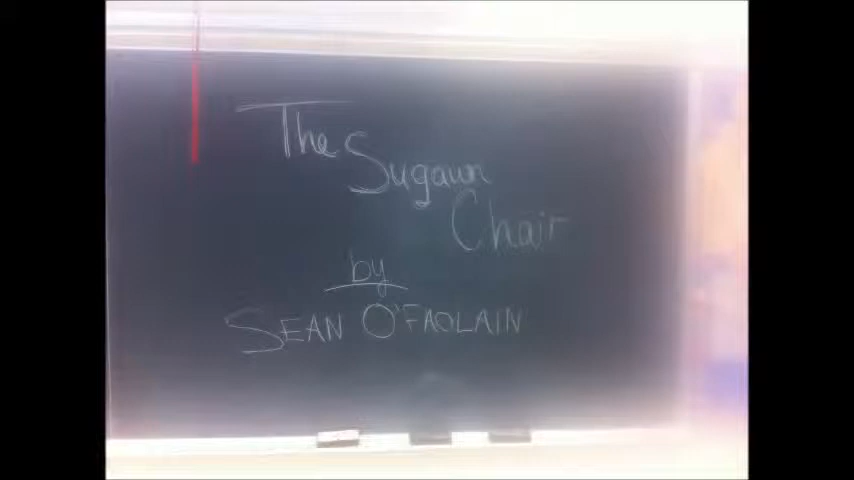 The
Sugawn
Chair
by
SEAN O'FAOLAIN